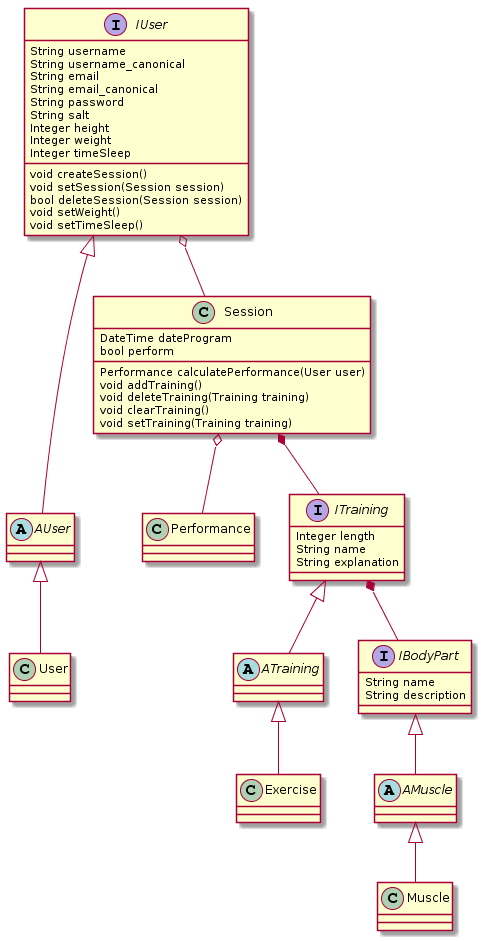 I IUser
String username
String username_canonical
String email
String email_canonical
String password
String salt
Integer height
Integer weight
Integer timeSleep
void createSession()
void setSession(Session session)
bool deleteSession(Session session)
void setWeight()
void setTimeSleep()
C Session
DateTime dateProgram
bool perform
Performance calculatePerformance(User user)
void addTraining()
void deleteTraining(Training training)
void clearTraining()
void setTraining(Training training)
A AUser
C Performance
I ITraining
Integer length
String name
String explanation
C User
A ATraining
I IBodyPart
String name
String description
C Exercise
A AMuscle
C Muscle